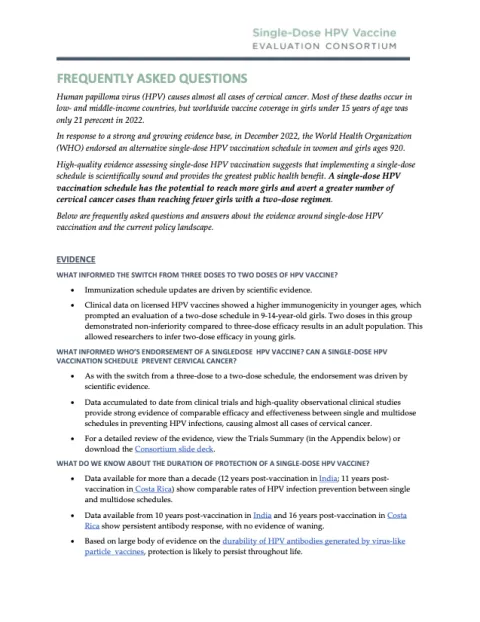 Single-Dose HPV Vaccine
EVALUATION CONSORTIUM
FREQUENTLY ASKED QUESTIONS
Human papilloma virus (HPV) causes almost all cases of cervical cancer. Most of these deaths occur in
low- and middle-income countries, but worldwide vaccine coverage in girls under 15 years of age was
only 21 perecent in 2022.
In response to a strong and growing evidence base, in December 2022, the World Health Organization
(WHO) endorsed an alternative single-dose HPV vaccination schedule in women and girls ages 920.
High-quality evidence assessing single-dose HPV vaccination suggests that implementing a single-dose
schedule is scientifically sound and provides the greatest public health benefit. A single-dose HPV
vaccination schedule has the potential to reach more girls and avert a greater number of
cervical cancer cases than reaching fewer girls with a two-dose regimen.
Below are frequently asked questions and answers about the evidence around single-dose HPV
vaccination and the current policy landscape.
EVIDENCE
WHAT INFORMED THE SWITCH FROM THREE DOSES TO TWO DOSES OF HPV VACCINE?
• Immunization schedule updates are driven by scientific evidence.
• Clinical data on licensed HPV vaccines showed a higher immunogenicity in younger ages, which
prompted an evaluation of a two-dose schedule in 9-14-year-old girls. Two doses in this group
demonstrated non-inferiority compared to three-dose efficacy results in an adult population. This
allowed researchers to infer two-dose efficacy in young girls.
WHAT INFORMED WHO'S ENDORSEMENT OF A SINGLEDOSE HPV VACCINE? CAN A SINGLE-DOSE HPV
VACCINATION SCHEDULE PREVENT CERVICAL CANCER?
• As with the switch from a three-dose to a two-dose schedule, the endorsement was driven by
scientific evidence.
• Data accumulated to date from clinical trials and high-quality observational clinical studies
provide strong evidence of comparable efficacy and effectiveness between single and multidose
schedules in preventing HPV infections, causing almost all cases of cervical cancer.
• For a detailed review of the evidence, view the Trials Summary (in the Appendix below) or
download the Consortium slide deck.
WHAT DO WE KNOW ABOUT THE DURATION OF PROTECTION OF A SINGLE-DOSE HPV VACCINE?
• Data available for more than a decade (12 years post-vaccination in India; 11 years post-
vaccination in Costa Rica) show comparable rates of HPV infection prevention between single
and multidose schedules.
• Data available from 10 years post-vaccination in India and 16 years post-vaccination in Costa
Rica show persistent antibody response, with no evidence of waning.
• Based on large body of evidence on the durability of HPV antibodies generated by virus-like
particle vaccines, protection is likely to persist throughout life.